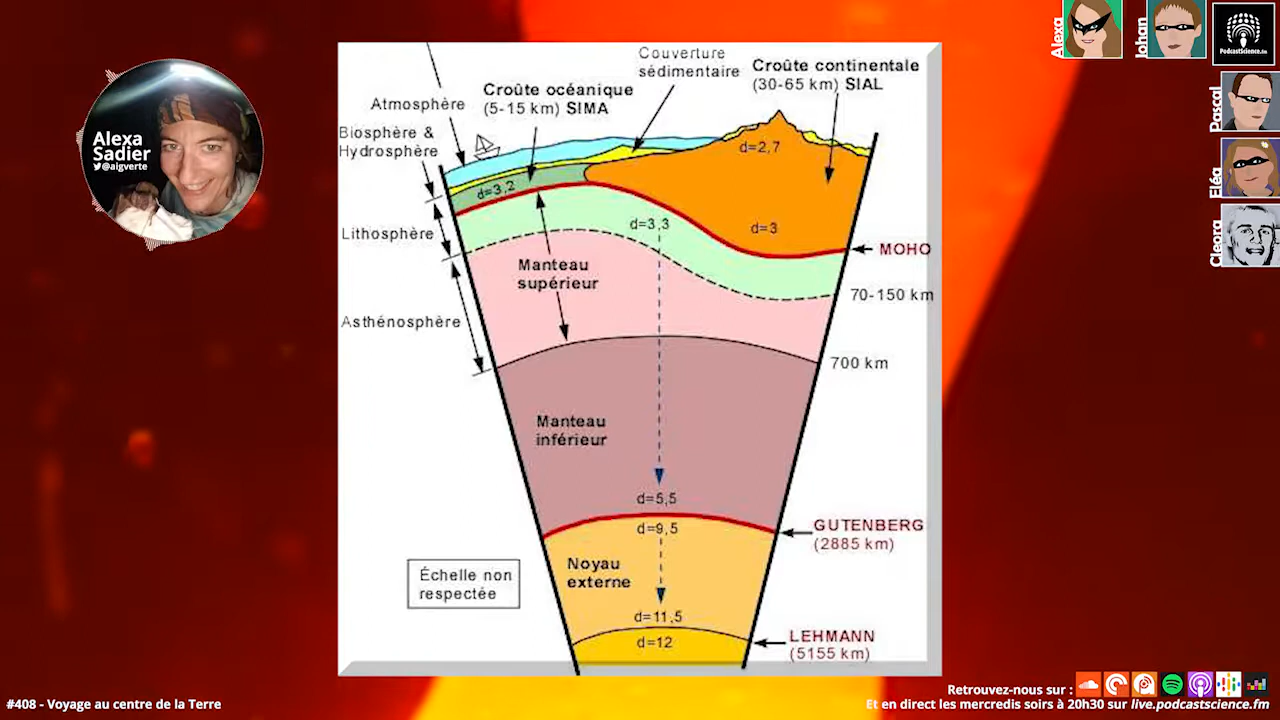 Alexa
Sadier
@aigverte
Couverture
sédimentaire
Croûte continentale
(30-65 km) SIAL
Croûte océanique
(5-15 km) SIMA
Atmosphère
Biosphère &
Hydrosphère
d=2,7
d=3,2
d=3,3
d=3
Lithosphère
MOHO
Manteau
supérieur
70-150 km
Asthénosphère
700 km
Manteau
inférieur
d=5,5
GUTENBERG
(2885 km)
d=9,5
Noyau
externe
Échelle non
respectée
d=11,5
LEHMANN
(5155 km)
d=12
Alexa
Johan
PodcastScience.fm
Pascal
Eléa
Cleora
#408 - Voyage au centre de la Terre
Retrouvez-nous sur :
Et en direct les mercredis soirs à 20h30 sur live.podcastscience.fm